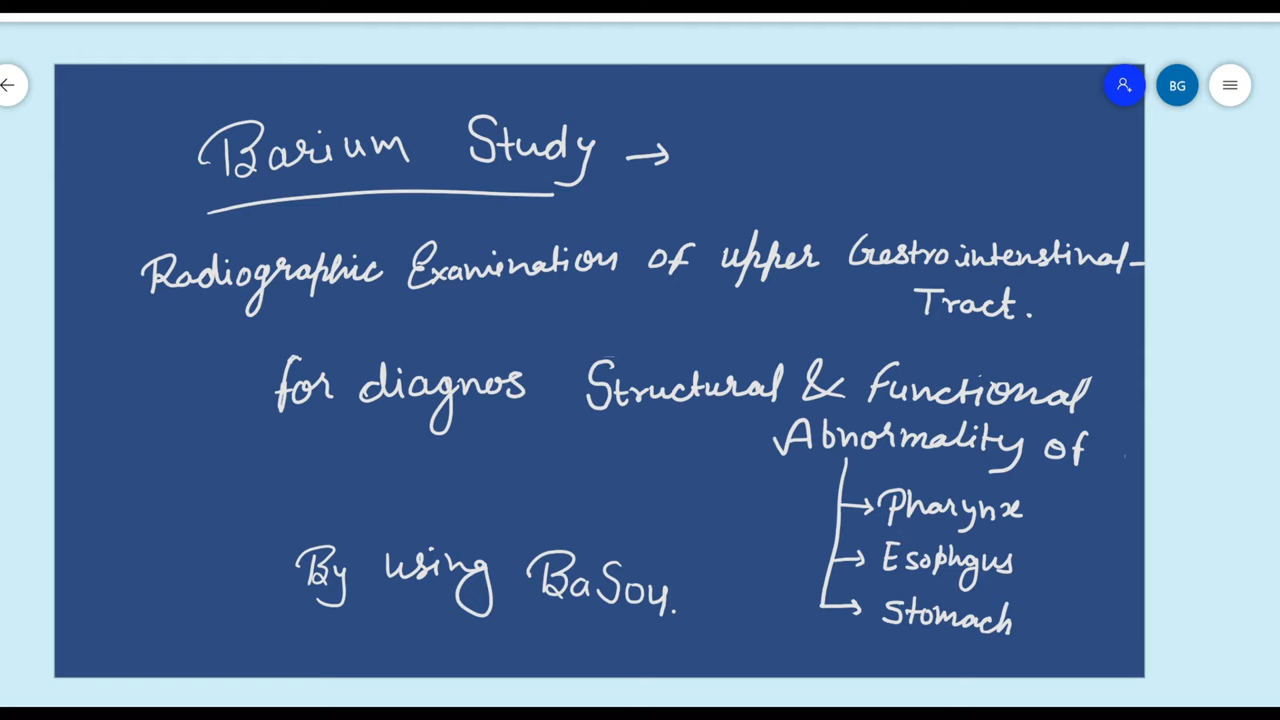 BG
Barium Study →
Radiographic Examination of upper Gastrointenstinal-
Tract.
for diagnos Structural & Functional
Abnormality of
→ Pharynx
→ Esophgus
→ Stomach
By using BaSo4.